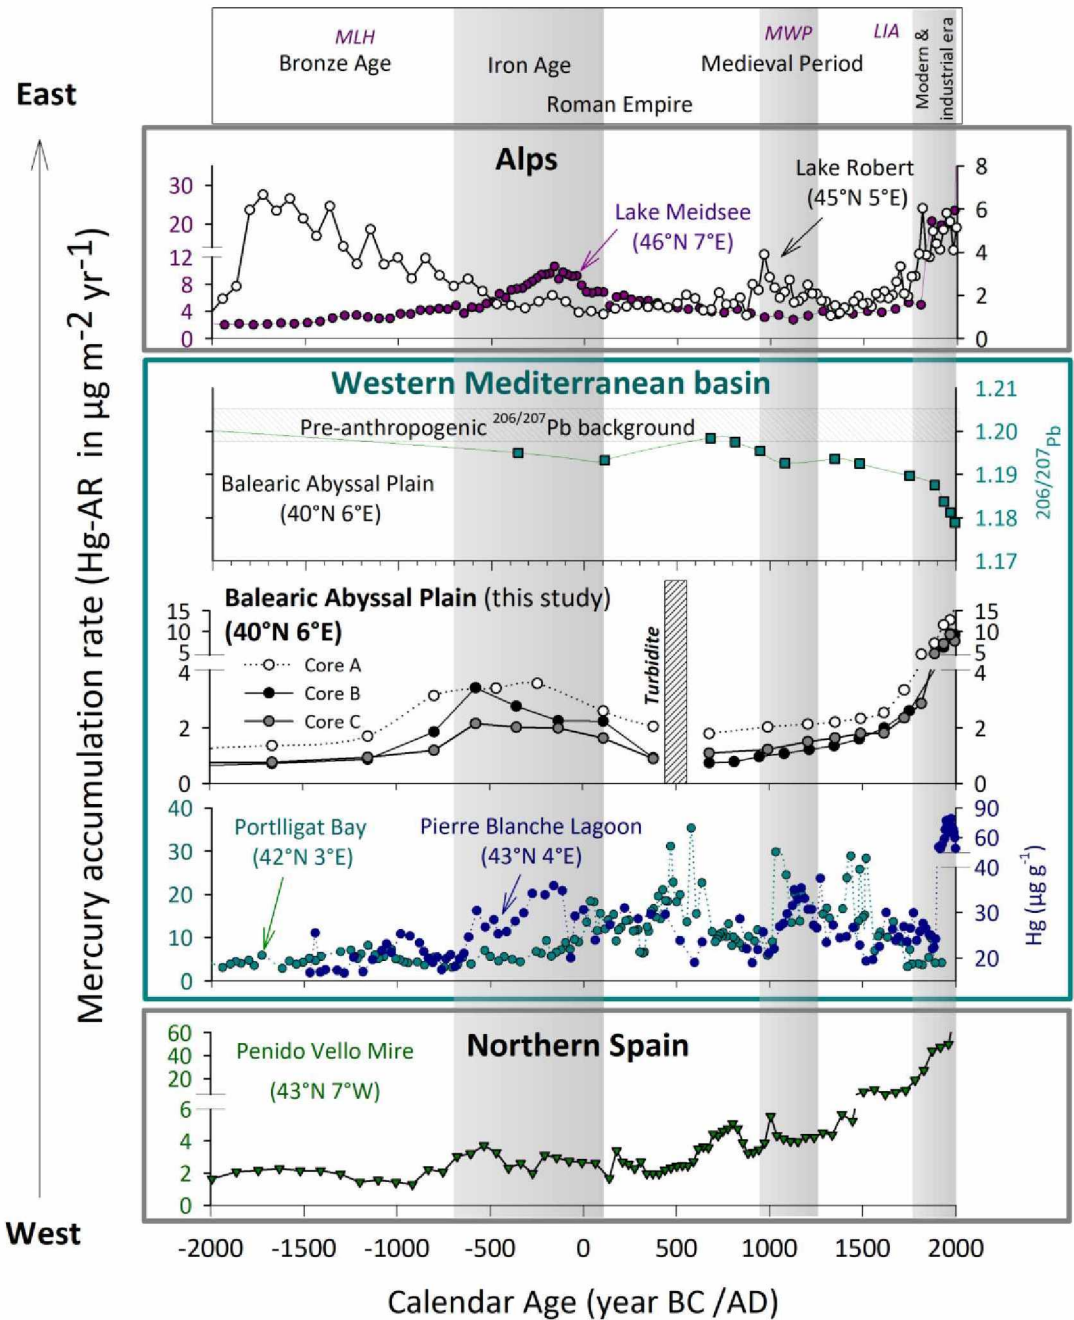 MLH
MWP
LIA
Bronze Age
Iron Age
Medieval Period
Roman Empire
Modern &
industrial era
East
West
Mercury accumulation rate (Hg-AR in µg m⁻² yr⁻¹)
Alps
30
20
12
8
4
0
8
6
4
2
0
Lake Meidsee
(46°N 7°E)
Lake Robert
(45°N 5°E)
Western Mediterranean basin
Pre-anthropogenic ²⁰⁶/²⁰⁷Pb background
Balearic Abyssal Plain
(40°N 6°E)
1.21
1.20
1.19
1.18
1.17
²⁰⁶/²⁰⁷Pb
Balearic Abyssal Plain (this study)
(40°N 6°E)
Core A
Core B
Core C
Turbidite
15
10
5
4
2
0
15
10
5
4
2
0
Portlligat Bay
(42°N 3°E)
Pierre Blanche Lagoon
(43°N 4°E)
40
30
20
10
0
90
60
40
30
20
Hg (µg g⁻¹)
Northern Spain
Penido Vello Mire
(43°N 7°W)
60
40
20
6
4
2
0
-2000 -1500 -1000 -500 0 500 1000 1500 2000
Calendar Age (year BC /AD)